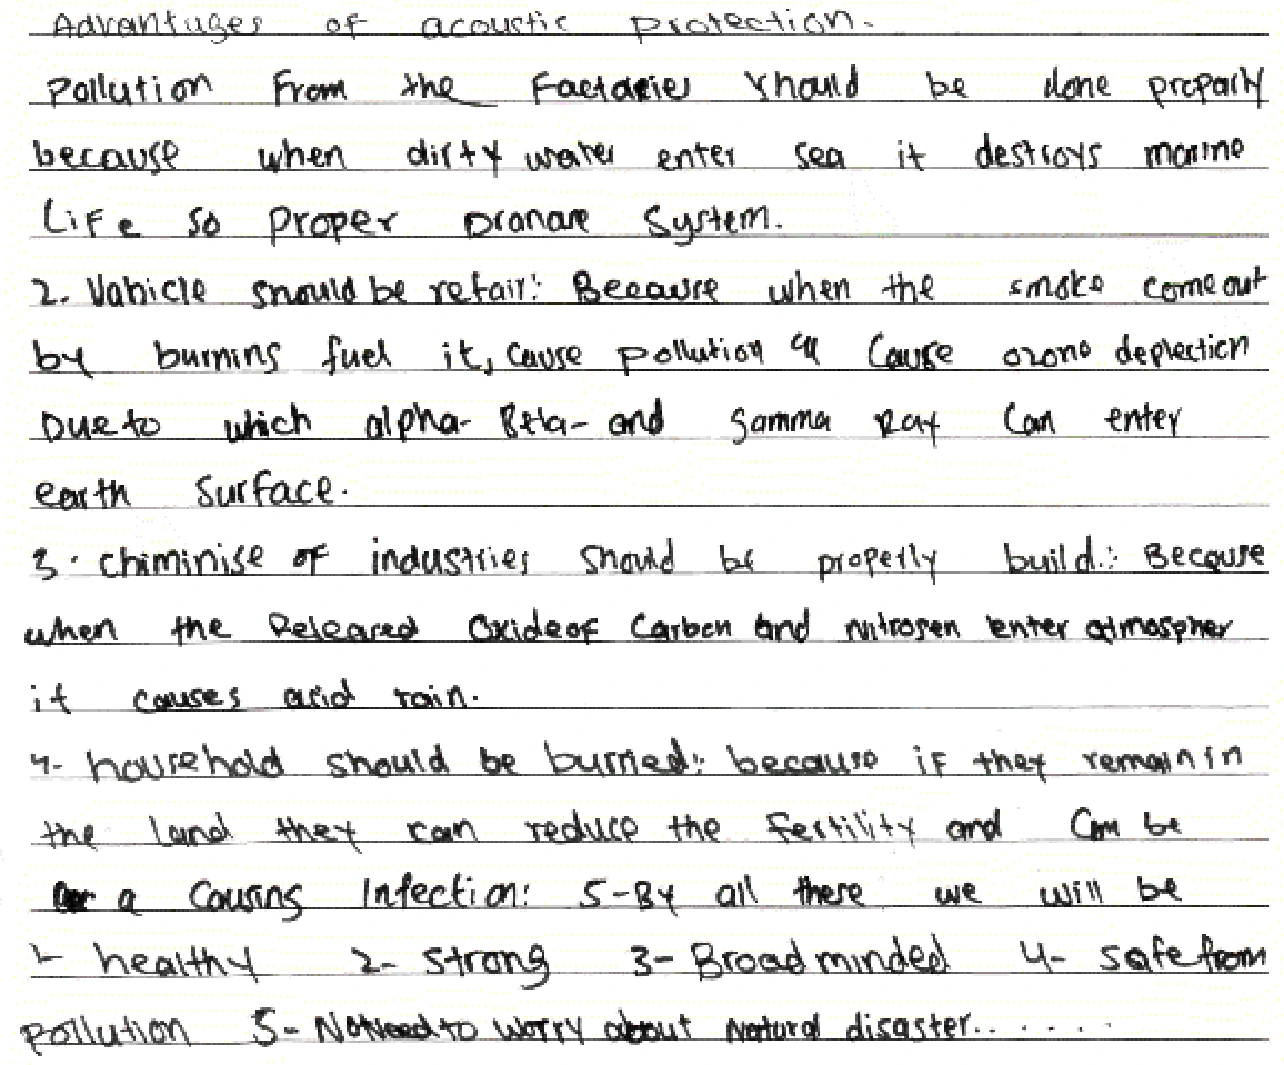 Advantages of acoustic protection.
Pollution From the Factories should be done proparly
because when dirty water enter sea it destroys marine
Life so Proper Dranare System.
2. Vahicle should be refair: Because when the smoke come out
by burning fuel it, cause pollution Cause ozono deplection
Due to which alpha- Beta- and gamma Ray Can enter
earth Surface.
3. chiminise of industries should be properly build: Because
when the Released Oxide of Carbon and nitrogen enter atmospher
it causes acid rain.
4- household should be burned: because if they remain in
the land they can reduce the fertility and Can be
a Causing Infection: 5-By all there we will be
1- healthy 2- strong 3- Broad minded 4- safe from
pollution 5- Not Need to worry about Natural disaster......